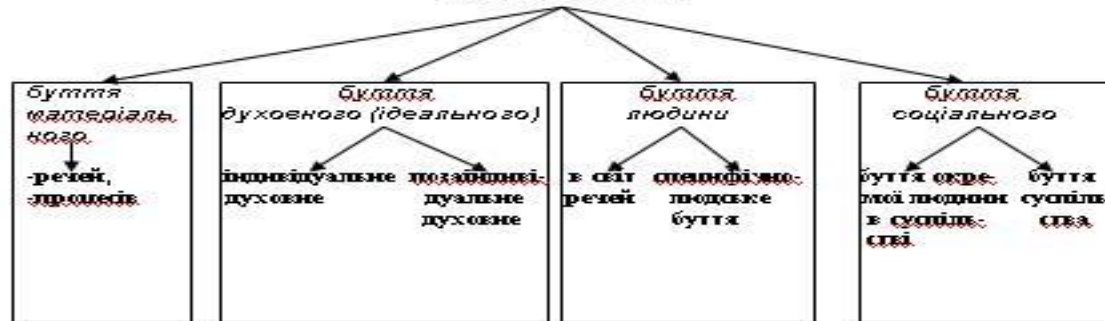 буття
матеріаль
ного
-речей,
-процесів
буття
духовного (ідеального)
індивідуальне позаіндиві-
духовне дуальне
духовне
буття
людини
в світ специфічно-
речей людське
буття
буття
соціального
буття окре- буття
мої людини суспіль
в суспіль- ства
стві